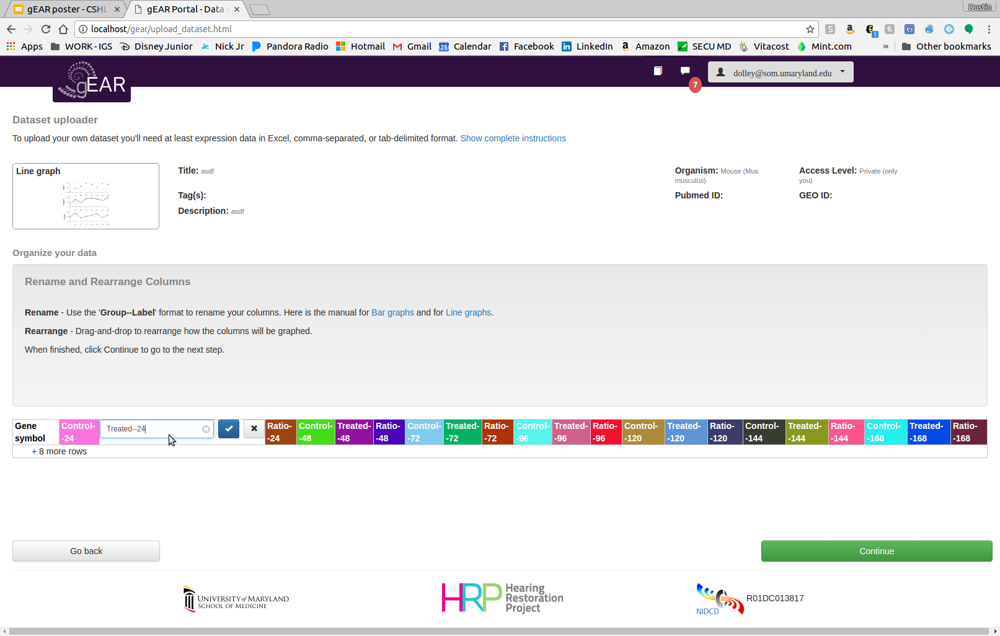 gEAR poster - CSHL
gEAR Portal - Data u
Dustin
localhost/gear/upload_dataset.html
Apps WORK - IGS Disney Junior Nick Jr Pandora Radio Hotmail Gmail Calendar Facebook LinkedIn Amazon SECU MD Vitacost Mint.com » Other bookmarks
gEAR
7
dolley@som.umaryland.edu
Dataset uploader
To upload your own dataset you'll need at least expression data in Excel, comma-separated, or tab-delimited format. Show complete instructions
Line graph
Title: asdf
Organism: Mouse (Mus musculus)
Access Level: Private (only you)
Tag(s):
Pubmed ID:
GEO ID:
Description: asdf
Organize your data
Rename and Rearrange Columns
Rename - Use the 'Group--Label' format to rename your columns. Here is the manual for Bar graphs and for Line graphs.
Rearrange - Drag-and-drop to rearrange how the columns will be graphed.
When finished, click Continue to go to the next step.
Gene symbol
Control--24
Treated--24
Ratio--24
Control--48
Treated--48
Ratio--48
Control--72
Treated--72
Ratio--72
Control--96
Treated--96
Ratio--96
Control--120
Treated--120
Ratio--120
Control--144
Treated--144
Ratio--144
Control--168
Treated--168
Ratio--168
+ 8 more rows
Go back
Continue
UNIVERSITY of MARYLAND
SCHOOL OF MEDICINE
HRP Hearing
Restoration
Project
NIDCD
R01DC013817